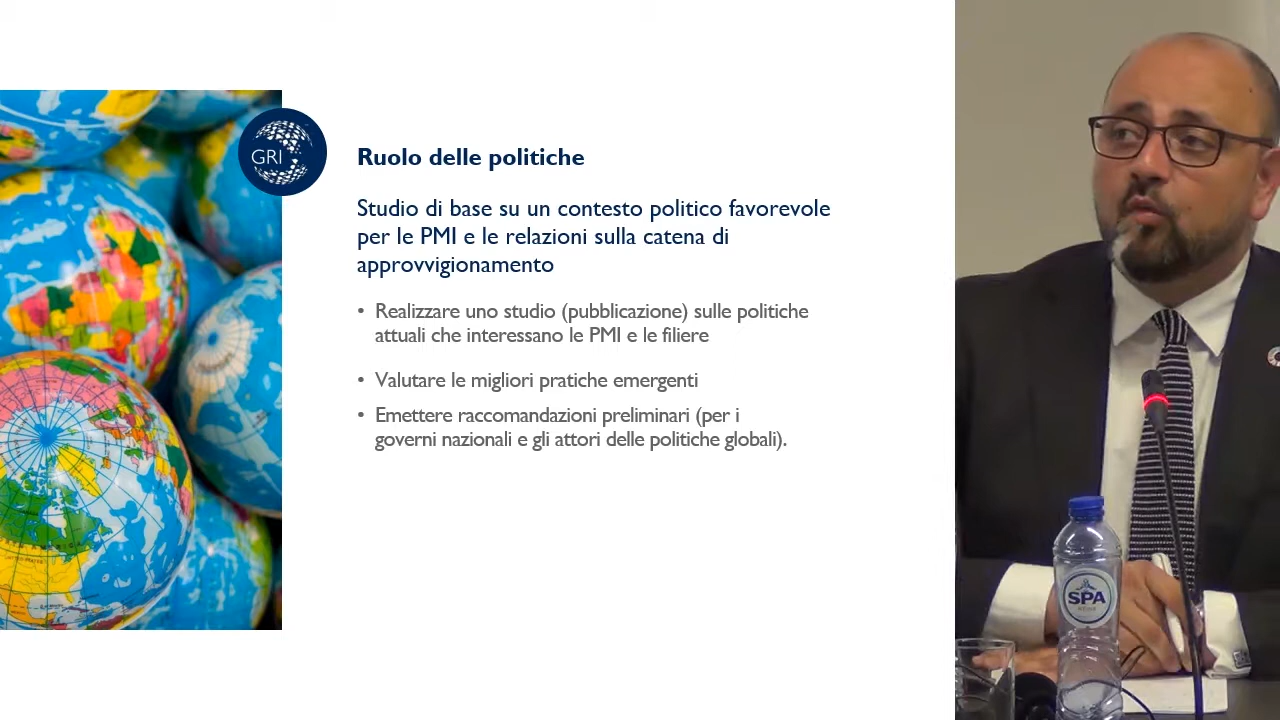 GRI
Ruolo delle politiche
Studio di base su un contesto politico favorevole
per le PMI e le relazioni sulla catena di
approvvigionamento
• Realizzare uno studio (pubblicazione) sulle politiche
attuali che interessano le PMI e le filiere
• Valutare le migliori pratiche emergenti
• Emettere raccomandazioni preliminari (per i
governi nazionali e gli attori delle politiche globali).
SPA